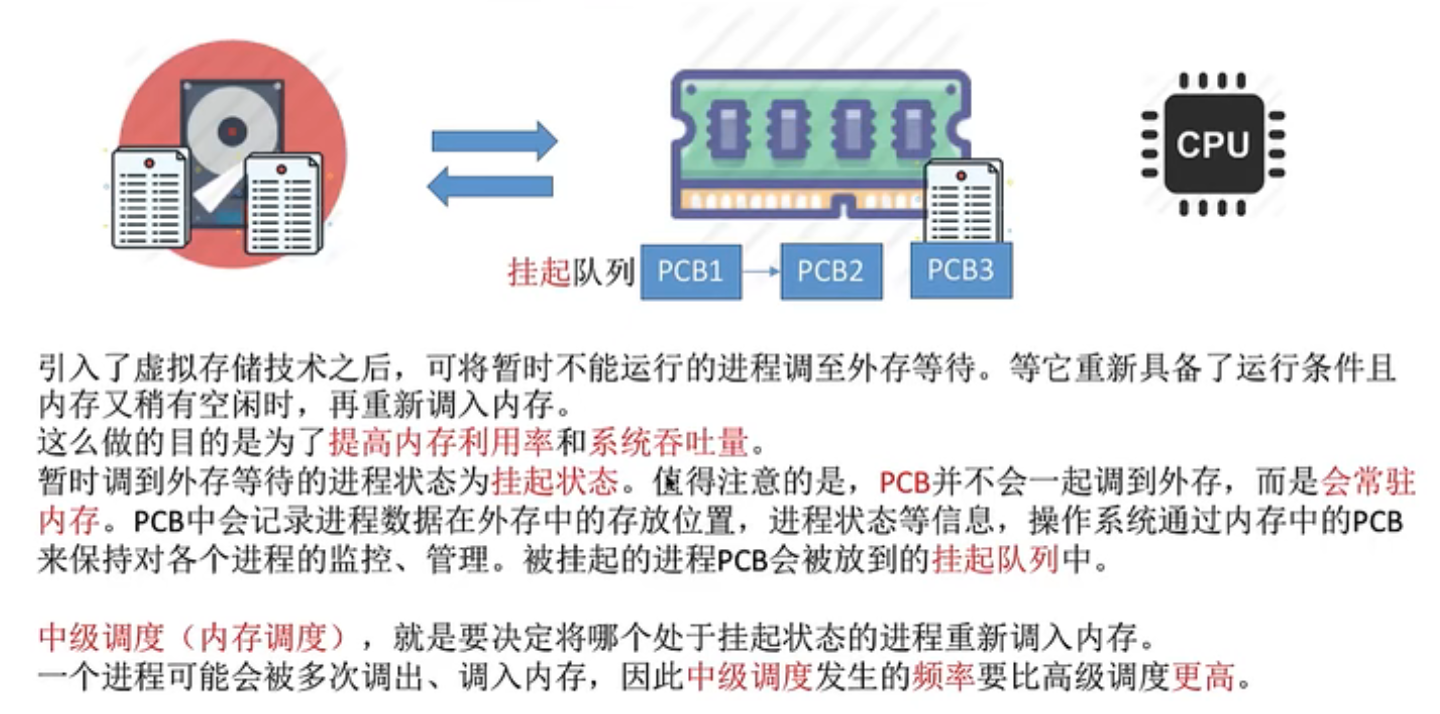 CPU
挂起队列 PCB1 PCB2 PCB3
引入了虚拟存储技术之后，可将暂时不能运行的进程调至外存等待。等它重新具备了运行条件且
内存又稍有空闲时，再重新调入内存。
这么做的目的是为了提高内存利用率和系统吞吐量。
暂时调到外存等待的进程状态为挂起状态。值得注意的是，PCB并不会一起调到外存，而是会常驻
内存。PCB中会记录进程数据在外存中的存放位置，进程状态等信息，操作系统通过内存中的PCB
来保持对各个进程的监控、管理。被挂起的进程PCB会被放到的挂起队列中。
中级调度（内存调度），就是要决定将哪个处于挂起状态的进程重新调入内存。
一个进程可能会被多次调出、调入内存，因此中级调度发生的频率要比高级调度更高。